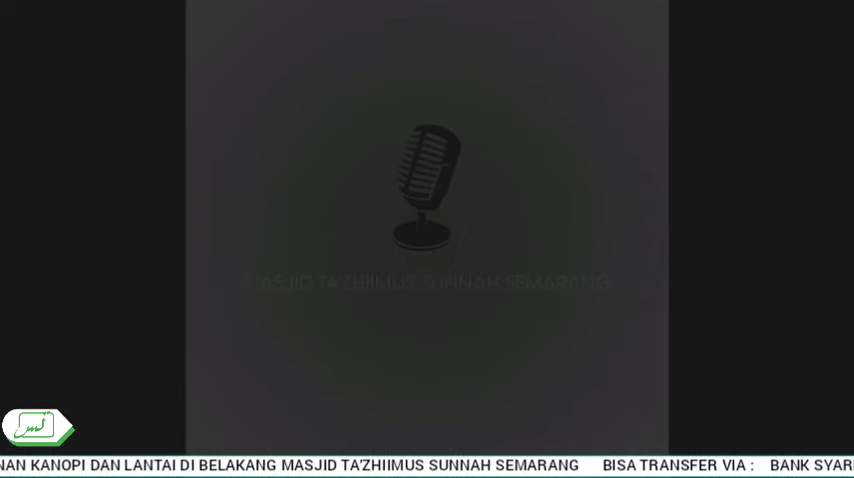 MASJID TA'ZHIIMUS SUNNAH SEMARANG
NAN KANOPI DAN LANTAI DI BELAKANG MASJID TA'ZHIIMUS SUNNAH SEMARANG BISA TRANSFER VIA : BANK SYAR